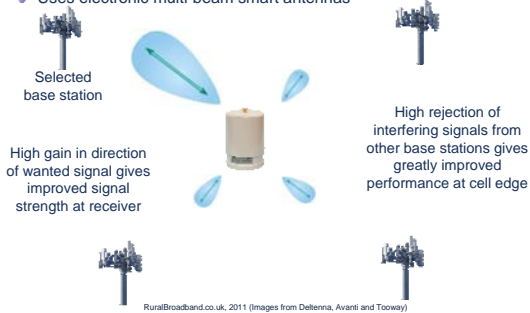 Uses electronic multi-beam smart antennas
Selected
base station
High gain in direction
of wanted signal gives
improved signal
strength at receiver
High rejection of
interfering signals from
other base stations gives
greatly improved
performance at cell edge
RuralBroadband.co.uk, 2011 (Images from Deltenna, Avanti and Tooway)